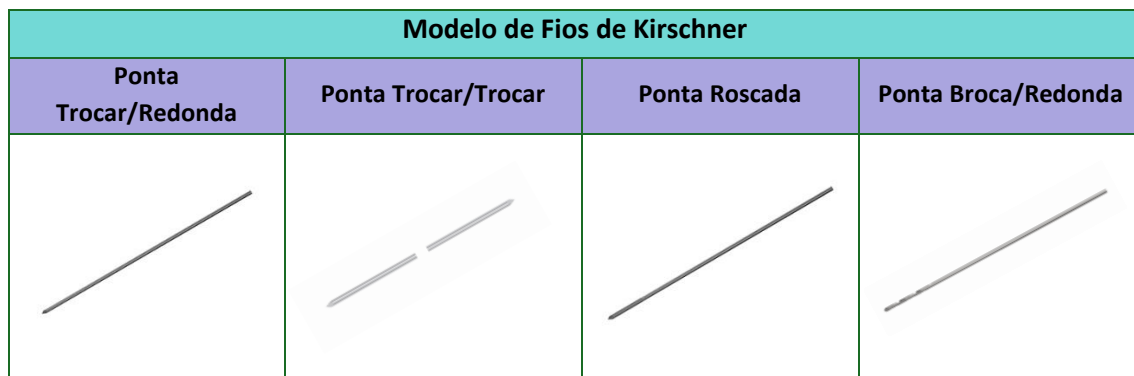 Modelo de Fios de Kirschner
Ponta
Trocar/Redonda
Ponta Trocar/Trocar
Ponta Roscada
Ponta Broca/Redonda